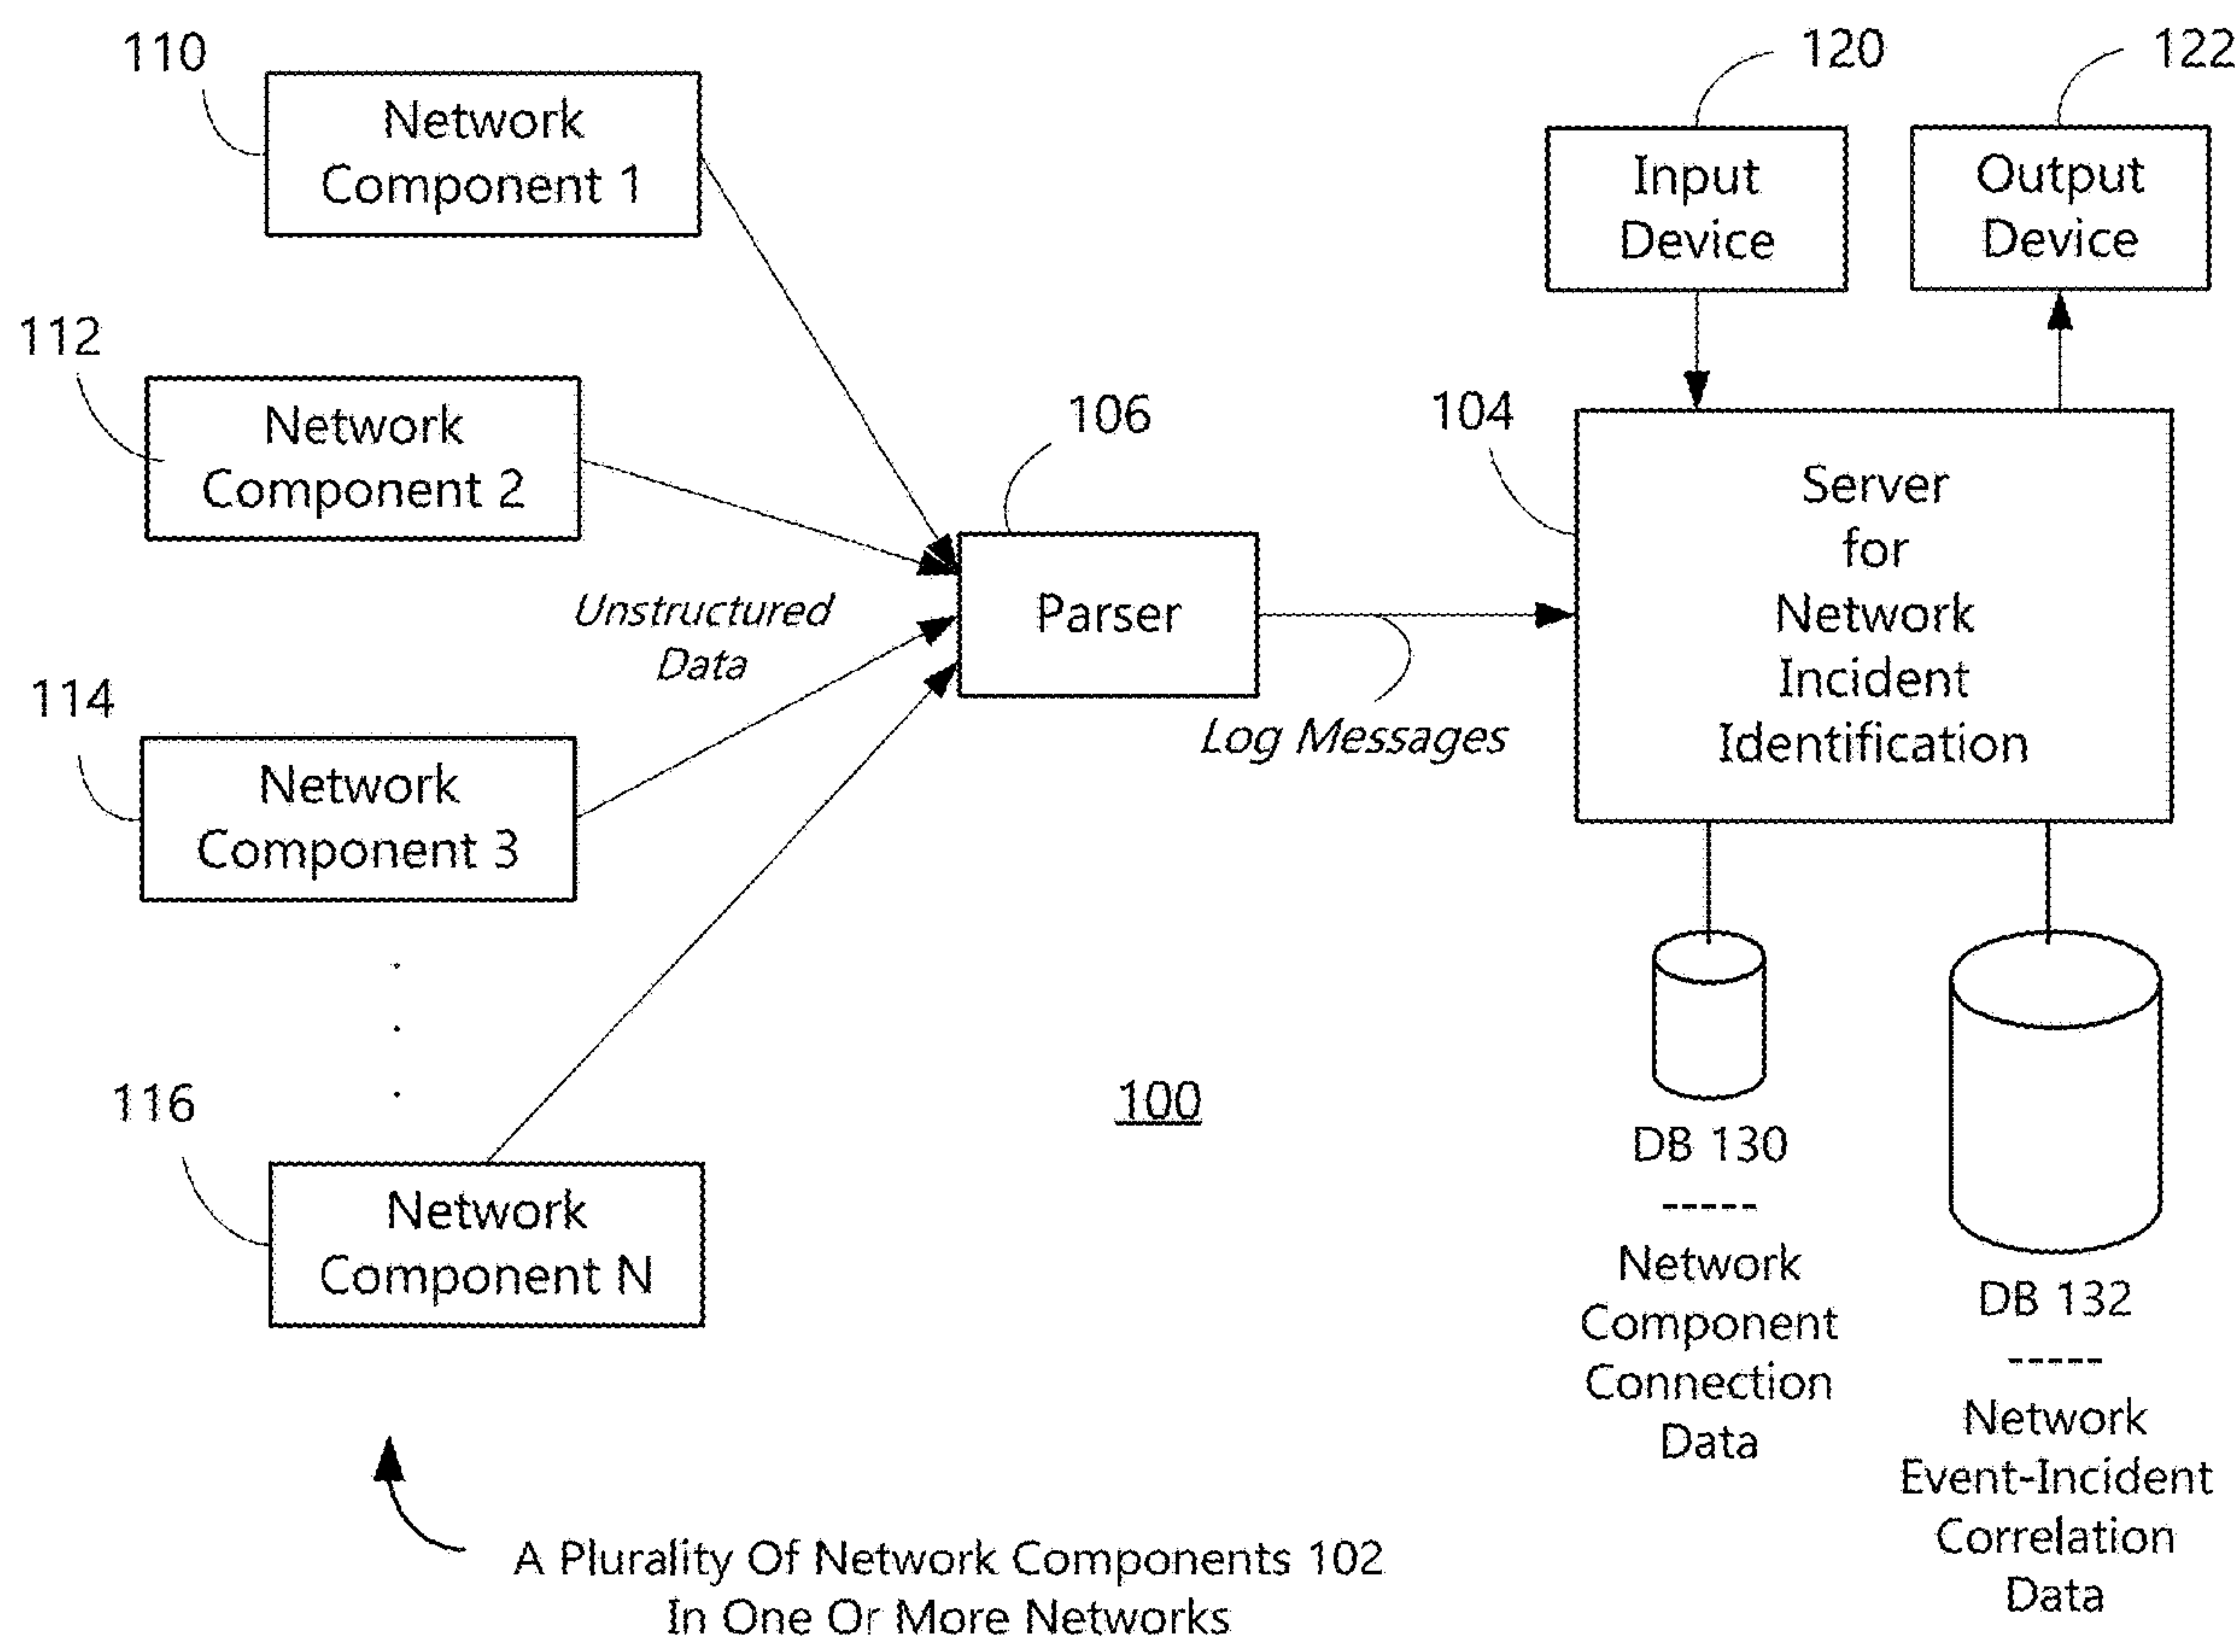 110
Network
Component 1
112
Network
Component 2
114
Network
Component 3
.
.
.
116
Network
Component N
A Plurality Of Network Components 102
In One Or More Networks
Unstructured
Data
106
Parser
Log Messages
100
120
Input
Device
122
Output
Device
104
Server
for
Network
Incident
Identification
DB 130
-----
Network
Component
Connection
Data
DB 132
-----
Network
Event-Incident
Correlation
Data